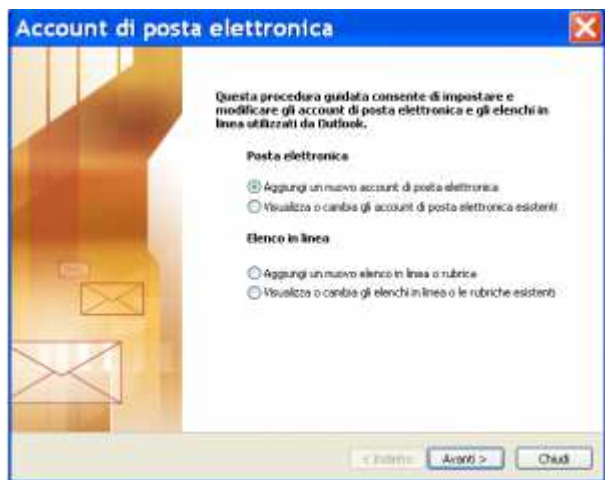 Account di posta elettronica
Questa procedura guidata consente di impostare e
modificare gli account di posta elettronica e gli elenchi in
linea utilizzati da Outlook.
Posta elettronica
Aggiungi un nuovo account di posta elettronica
Visualizza o cambia gli account di posta elettronica esistenti
Elenco in linea
Aggiungi un nuovo elenco in linea o rubrica
Visualizza o cambia gli elenchi in linea o le rubriche esistenti
< Indietro
Avanti >
Chiudi